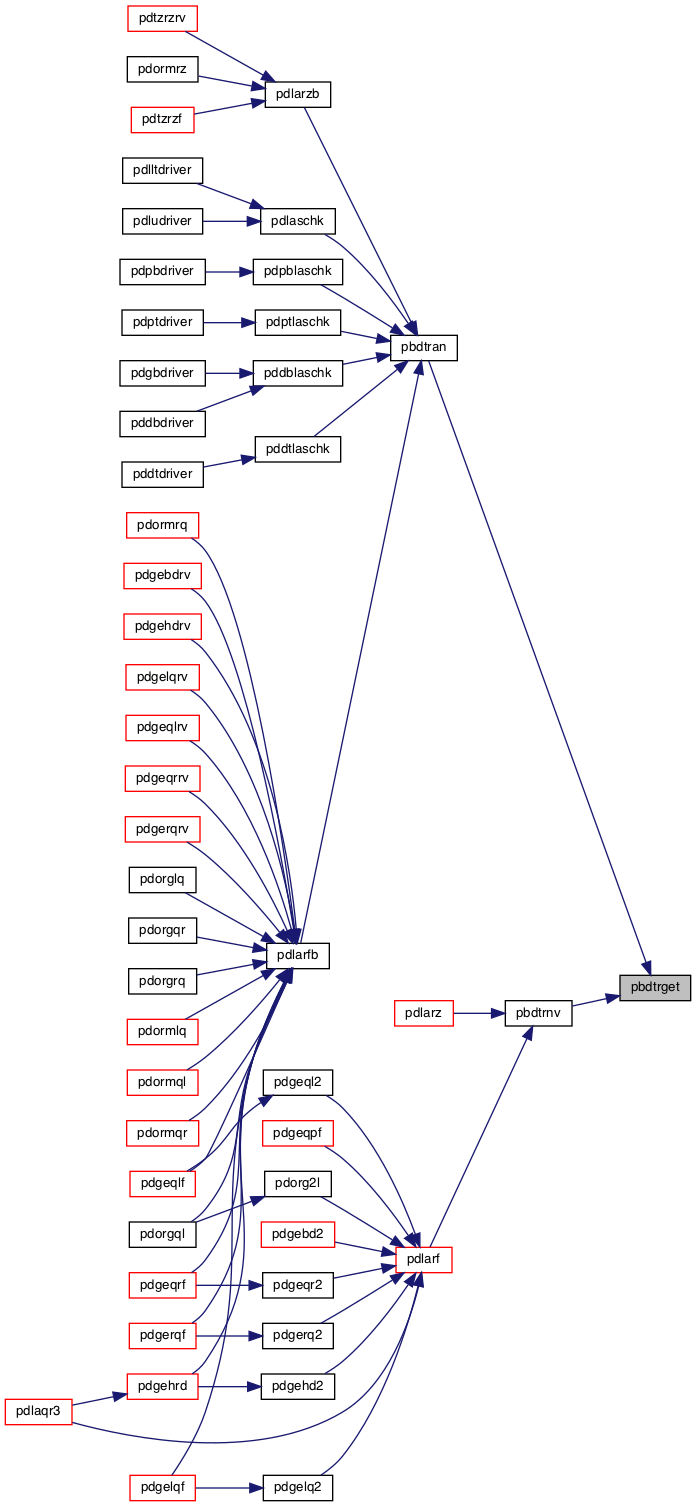 pdtzrzrv
pdormrz
pdlarzb
pdtzrzf
pdlltdriver
pdludriver
pdlaschk
pdpbdriver
pdpblaschk
pdptdriver
pdptlaschk
pbdtran
pdgbdriver
pddblaschk
pddbdriver
pddtlaschk
pddtdriver
pdormrq
pdgebdrv
pdgehdrv
pdgelqrv
pdgeqlrv
pdgeqrrv
pdgerqrv
pdorglq
pdorgqr
pdlarfb
pdorgrq
pbdtrget
pdlarz
pbdtrnv
pdormlq
pdormql
pdgeql2
pdormqr
pdgeqpf
pdgeqlf
pdorg2l
pdorgql
pdgebd2
pdlarf
pdgeqrf
pdgeqr2
pdgerqf
pdgerq2
pdgehrd
pdgehd2
pdlaqr3
pdgelqf
pdgelq2